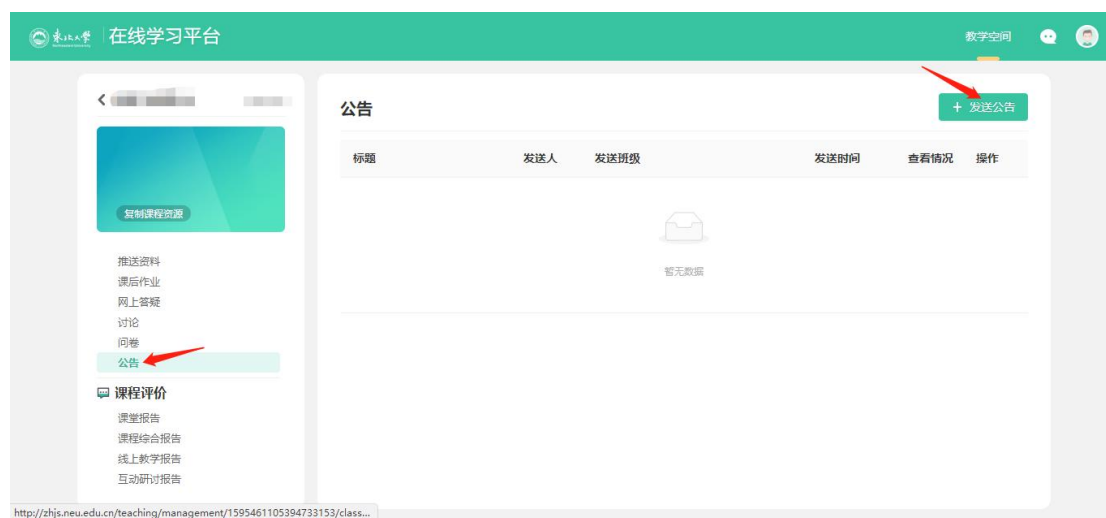 东北大学 在线学习平台 教学空间
公告 + 发送公告
标题 发送人 发送班级 发送时间 查看情况 操作
复制课程资源
暂无数据
推送资料
课后作业
网上答疑
讨论
问卷
公告
课程评价
课堂报告
课程综合报告
线上教学报告
互动研讨报告
http://zhjs.neu.edu.cn/teaching/management/1595461105394733153/class...